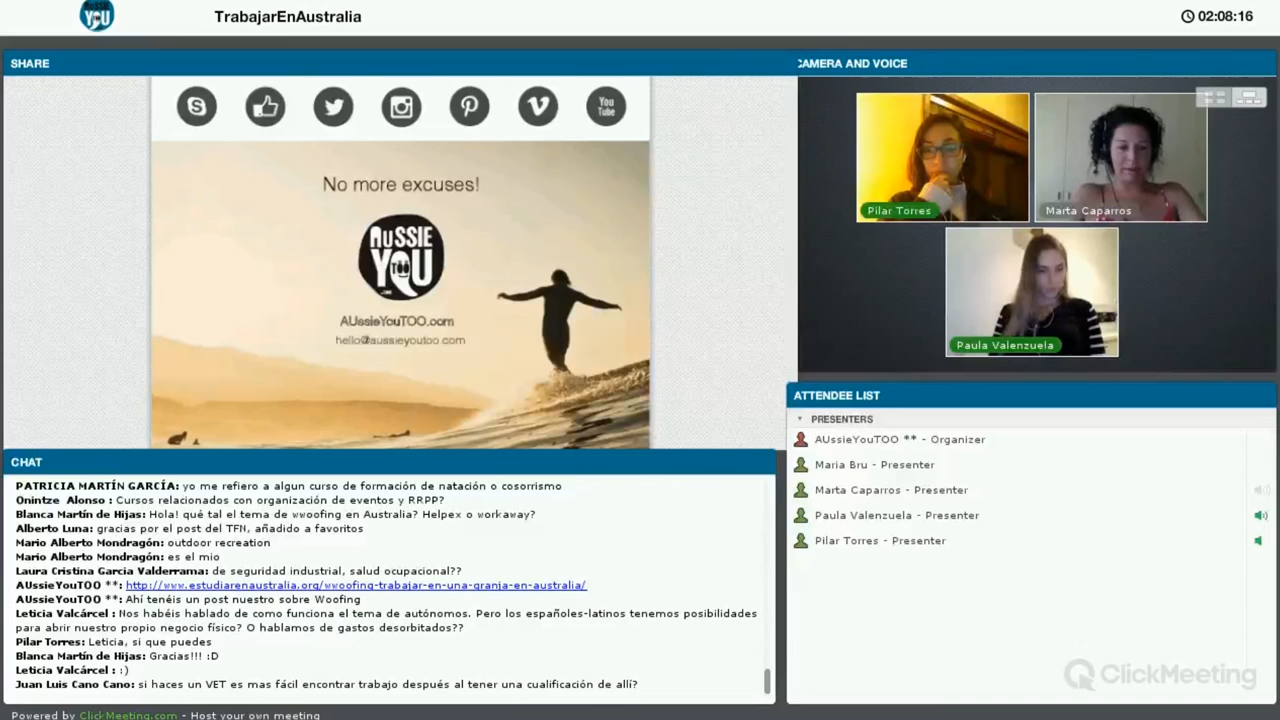 AUSSIE
YOU
TrabajarEnAustralia
02:08:16
SHARE
CAMERA AND VOICE
You
Tube
No more excuses!
AUSSIE
YOU
TOO
.com
AUssieYouTOO.com
hello@aussieyoutoo.com
Pilar Torres
Marta Caparros
Paula Valenzuela
ATTENDEE LIST
PRESENTERS
AUssieYouTOO ** - Organizer
Maria Bru - Presenter
Marta Caparros - Presenter
Paula Valenzuela - Presenter
Pilar Torres - Presenter
CHAT
PATRICIA MARTÍN GARCÍA: yo me refiero a algun curso de formación de natación o cosorrismo
Onintze Alonso : Cursos relacionados con organización de eventos y RRPP?
Blanca Martín de Hijas: Hola! qué tal el tema de wwoofing en Australia? Helpex o workaway?
Alberto Luna: gracias por el post del TFN, añadido a favoritos
Mario Alberto Mondragón: outdoor recreation
Mario Alberto Mondragón: es el mio
Laura Cristina Garcia Valderrama: de seguridad industrial, salud ocupacional??
AUssieYouTOO **: http://www.estudiarenaustralia.org/wwoofing-trabajar-en-una-granja-en-australia/
AUssieYouTOO **: Ahí tenéis un post nuestro sobre Woofing
Leticia Valcárcel : Nos habéis hablado de como funciona el tema de autónomos. Pero los españoles-latinos tenemos posibilidades
para abrir nuestro propio negocio físico? O hablamos de gastos desorbitados??
Pilar Torres: Leticia, si que puedes
Blanca Martín de Hijas: Gracias!!! :D
Leticia Valcárcel : :)
Juan Luis Cano Cano: si haces un VET es mas fácil encontrar trabajo después al tener una cualificación de allí?
ClickMeeting
Powered by ClickMeeting.com - Host your own meeting